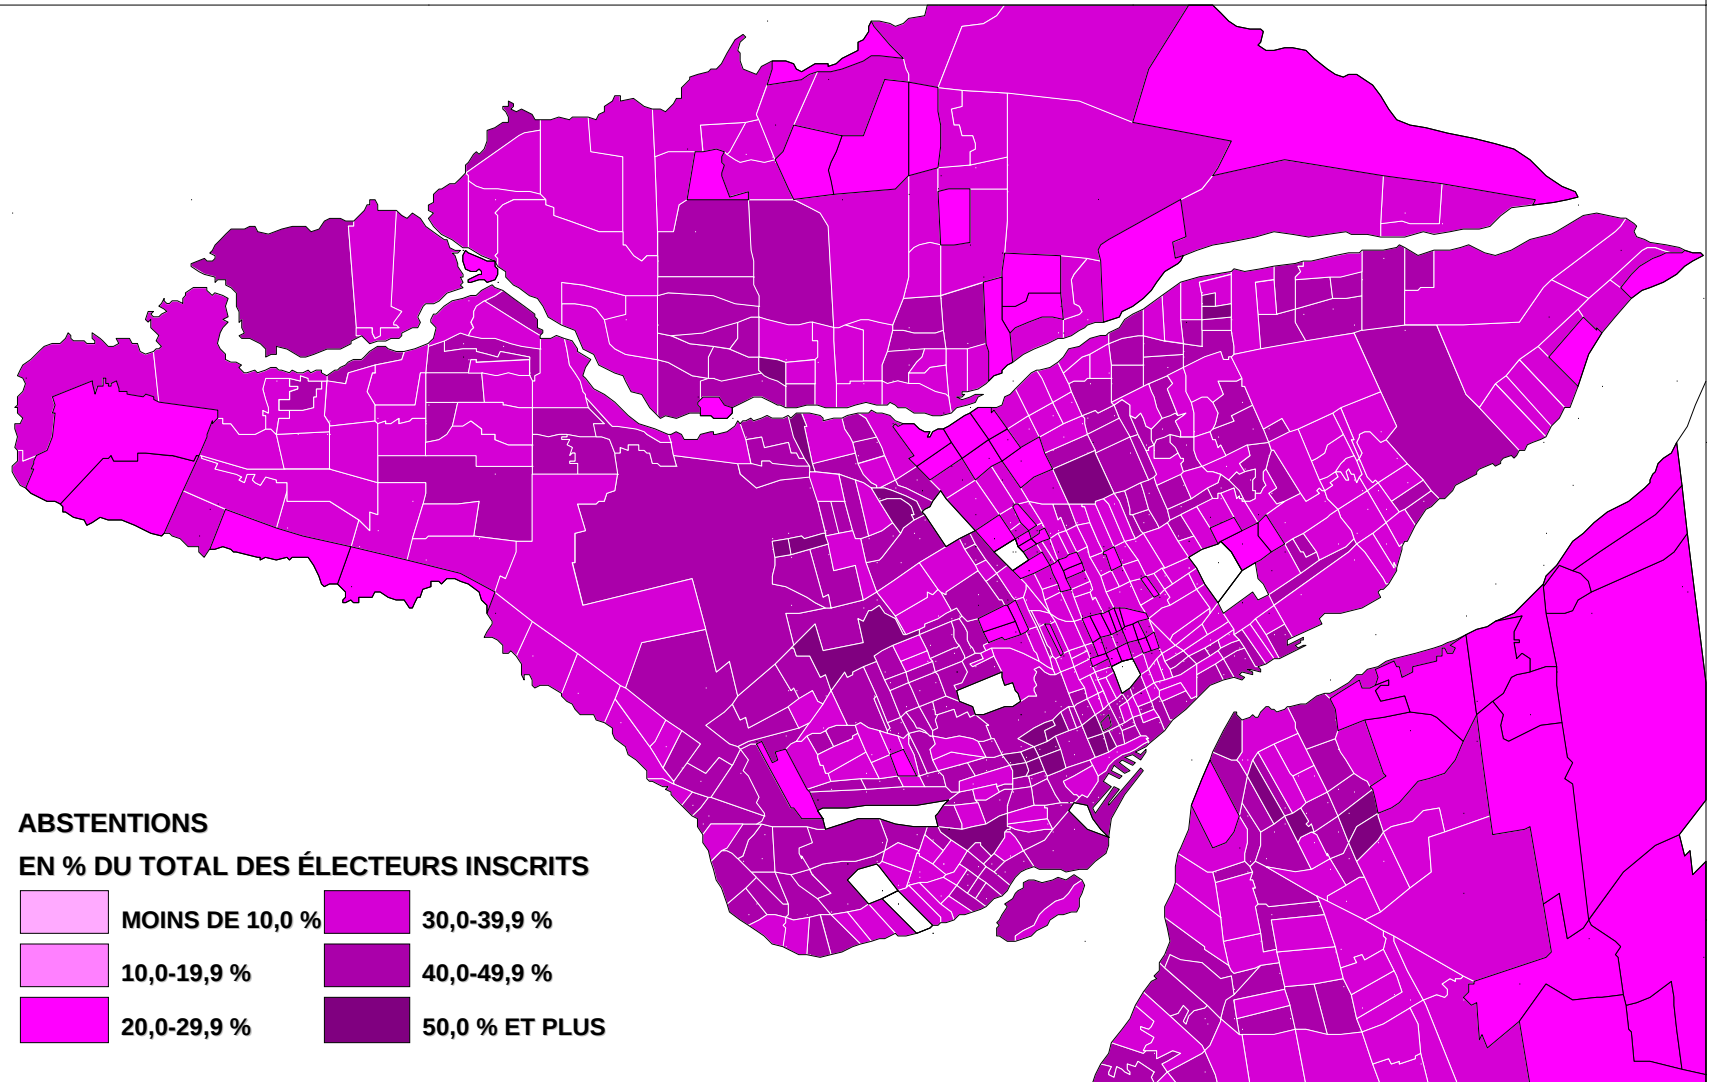 ABSTENTIONS
EN % DU TOTAL DES ÉLECTEURS INSCRITS
MOINS DE 10,0 %
10,0-19,9 %
20,0-29,9 %
30,0-39,9 %
40,0-49,9 %
50,0 % ET PLUS